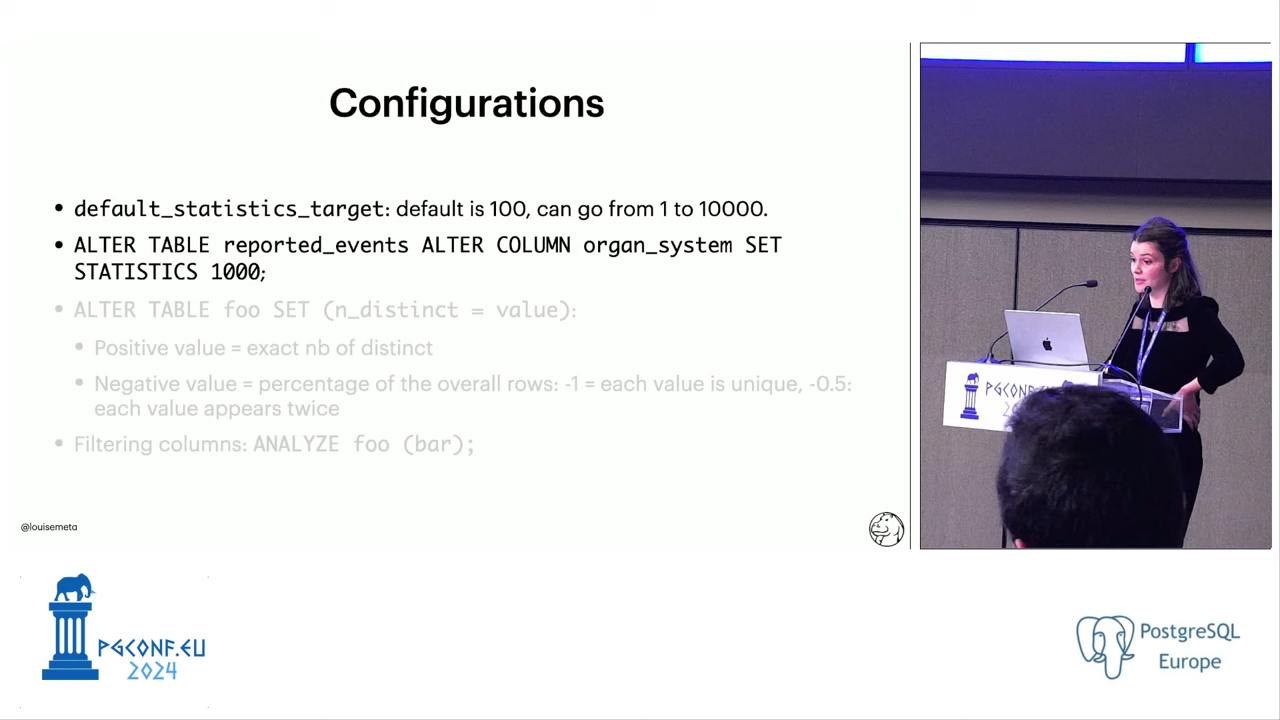 Configurations
• default_statistics_target: default is 100, can go from 1 to 10000.
• ALTER TABLE reported_events ALTER COLUMN organ_system SET
STATISTICS 1000;
• ALTER TABLE foo SET (n_distinct = value):
• Positive value = exact nb of distinct
• Negative value = percentage of the overall rows: -1 = each value is unique, -0.5:
each value appears twice
• Filtering columns: ANALYZE foo (bar);
@louisemeta
PGCONF.EU
PGCONF.EU
2024
PostgreSQL
Europe